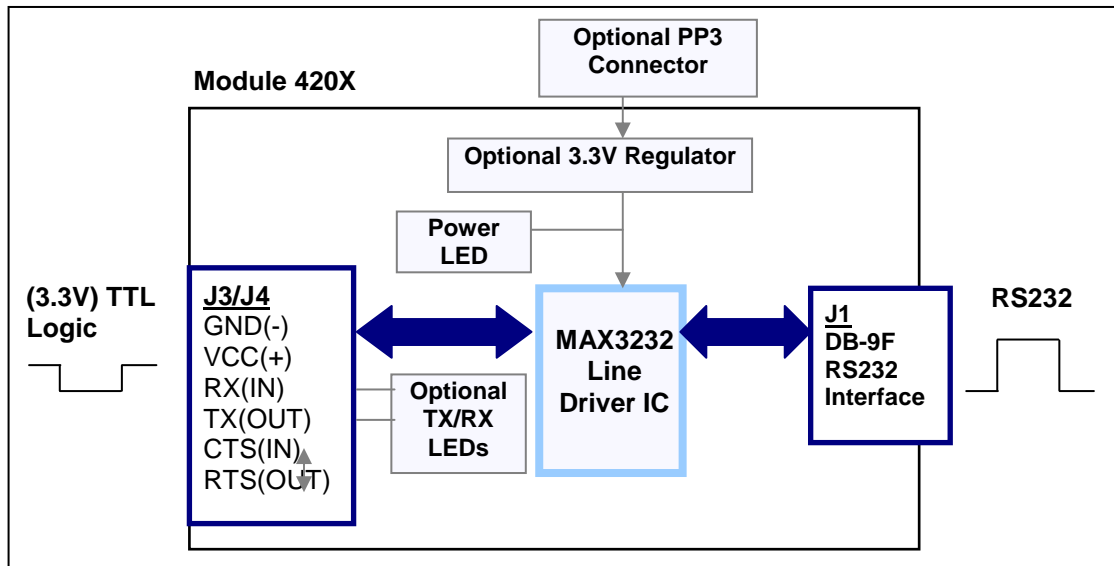 Optional PP3
Connector
Module 420X
Optional 3.3V Regulator
Power
LED
(3.3V) TTL
Logic
J3/J4
GND(-)
VCC(+)
RX(IN)
TX(OUT)
CTS(IN)
RTS(OUT)
Optional
TX/RX
LEDs
MAX3232
Line
Driver IC
J1
DB-9F
RS232
Interface
RS232